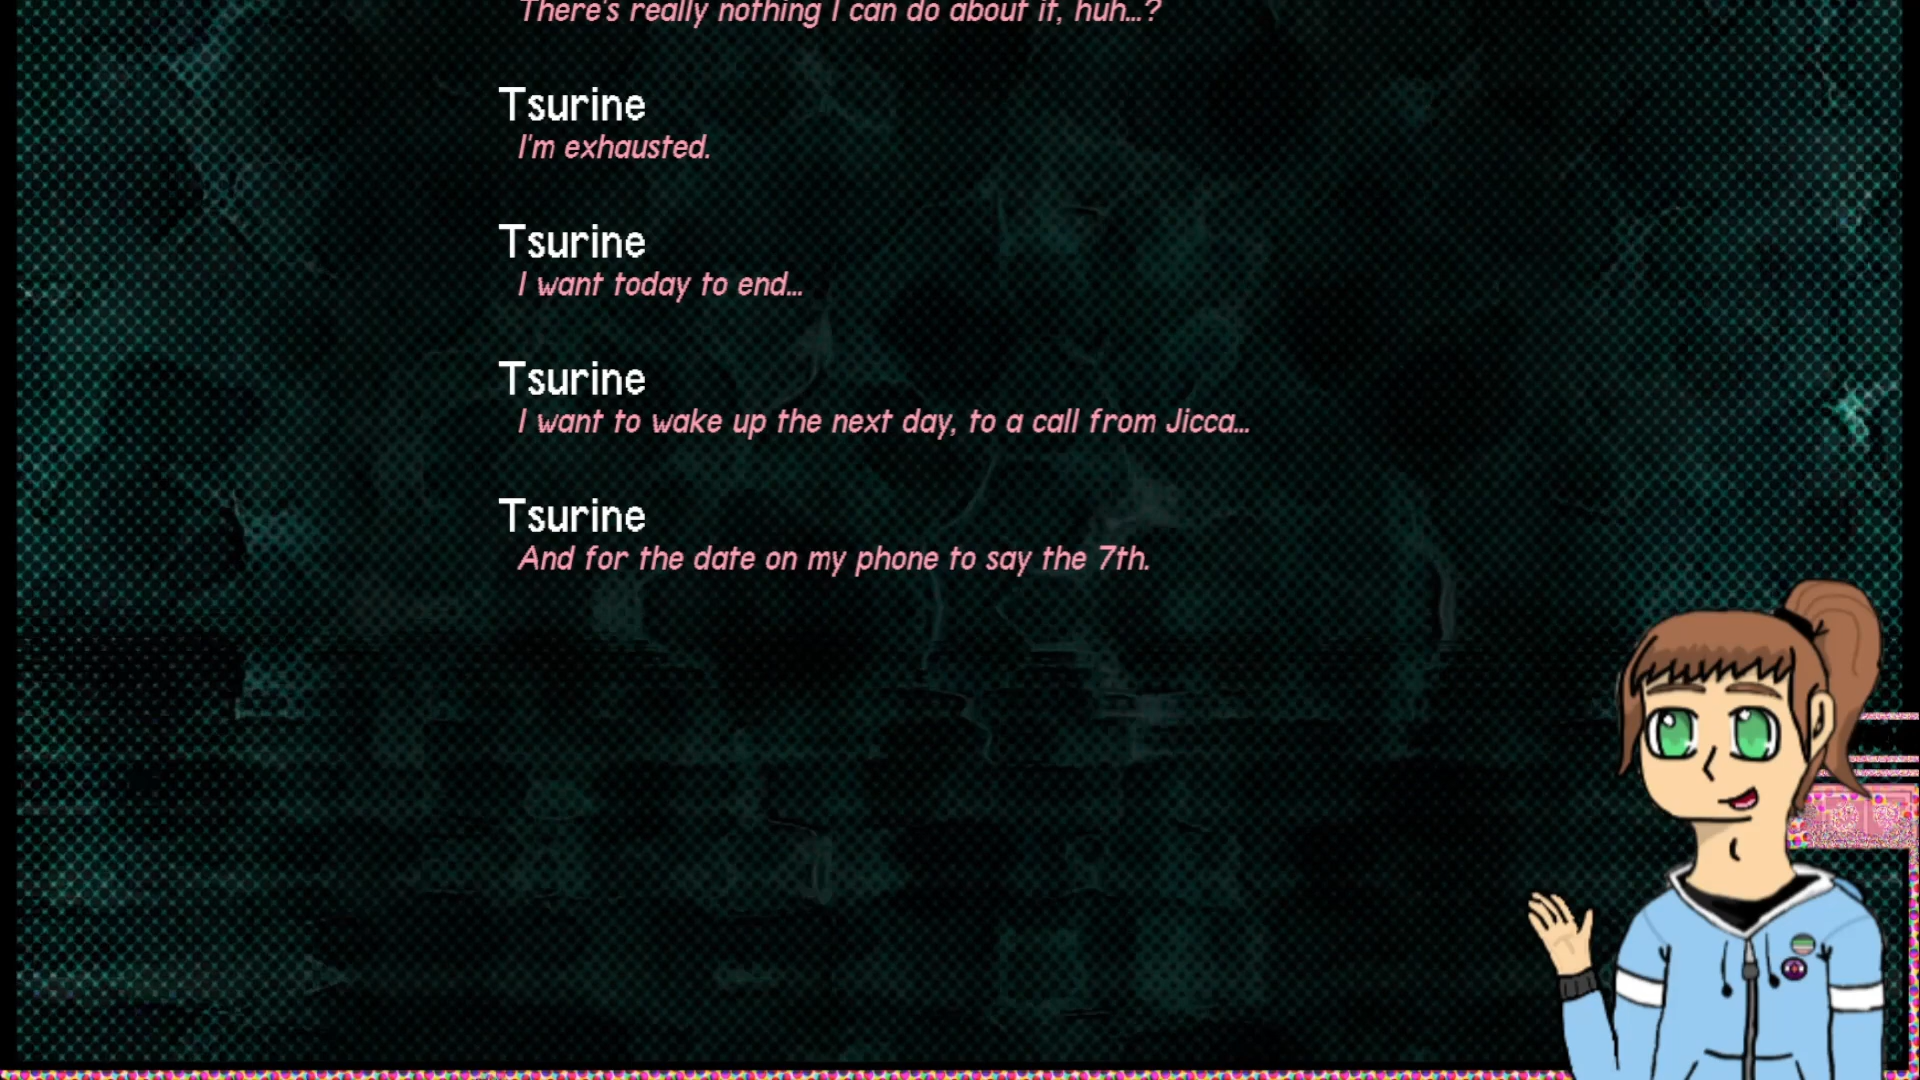 There's really nothing I can do about it, huh...?
Tsurine
I'm exhausted.
Tsurine
I want today to end...
Tsurine
I want to wake up the next day, to a call from Jicca...
Tsurine
And for the date on my phone to say the 7th.